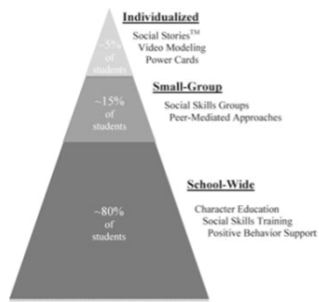 Individualized
Social Stories™
Video Modeling
Power Cards
~5%
of
students
Small-Group
Social Skills Groups
Peer-Mediated Approaches
~15%
of
students
School-Wide
Character Education
Social Skills Training
Positive Behavior Support
~80%
of
students